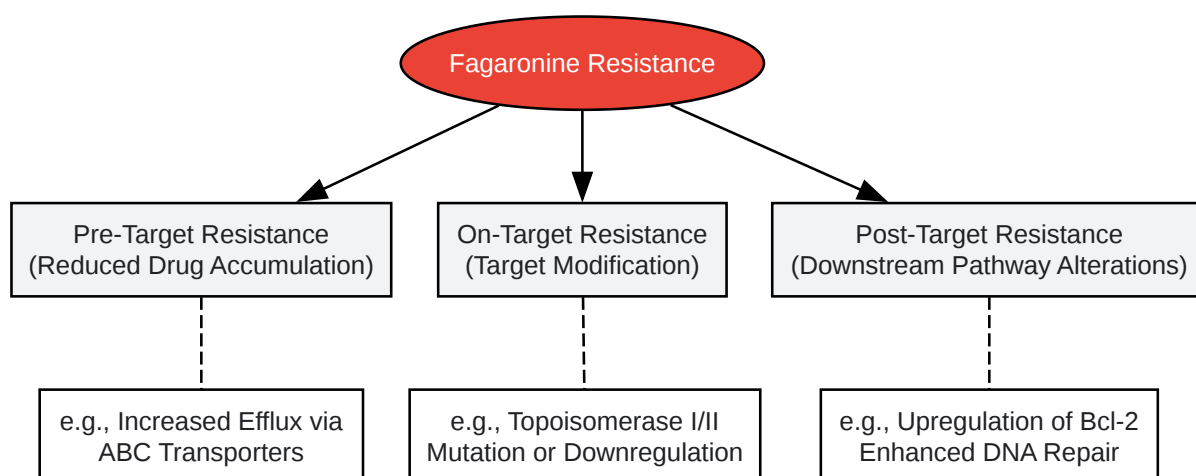 Fagaronine Resistance
Pre-Target Resistance
(Reduced Drug Accumulation)
On-Target Resistance
(Target Modification)
Post-Target Resistance
(Downstream Pathway Alterations)
e.g., Increased Efflux via
ABC Transporters
e.g., Topoisomerase I/II
Mutation or Downregulation
e.g., Upregulation of Bcl-2
Enhanced DNA Repair